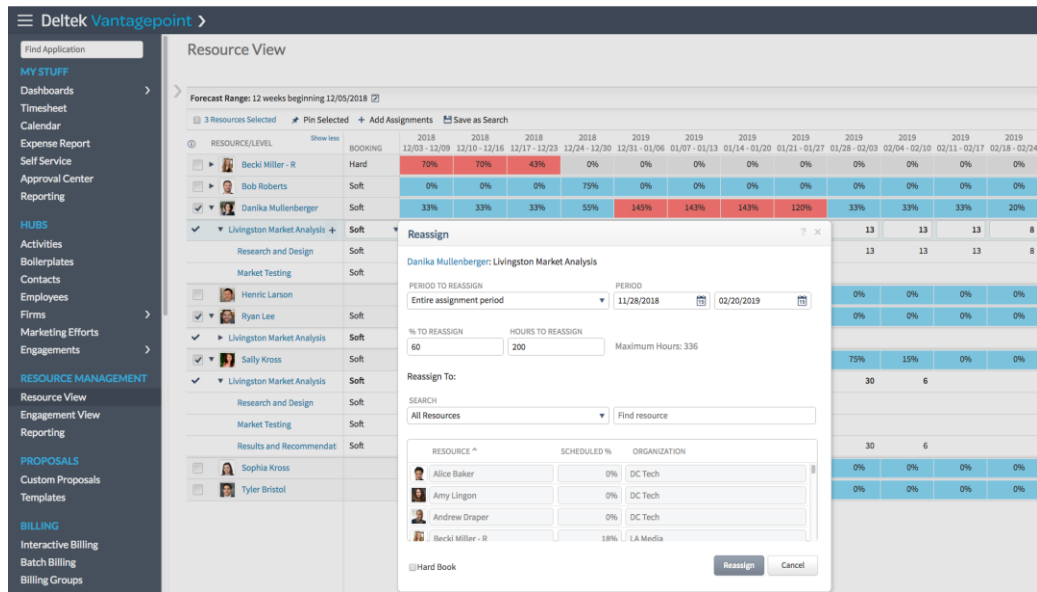 Deltek Vantagepoint
Find Application
MY STUFF
Dashboards
Timesheet
Calendar
Expense Report
Self Service
Approval Center
Reporting
HUBS
Activities
Boilerplates
Contacts
Employees
Firms
Marketing Efforts
Engagements
RESOURCE MANAGEMENT
Resource View
Engagement View
Reporting
PROPOSALS
Custom Proposals
Templates
BILLING
Interactive Billing
Batch Billing
Billing Groups
Resource View
Forecast Range: 12 weeks beginning 12/05/2018
3 Resources Selected Pin Selected + Add Assignments Save as Search
RESOURCE/LEVEL Show less BOOKING
2018 2018 2018 2018 2019 2019 2019 2019 2019 2019 2019 2019
12/03 - 12/09 12/10 - 12/16 12/17 - 12/23 12/24 - 12/30 12/31 - 01/06 01/07 - 01/13 01/14 - 01/20 01/21 - 01/27 01/28 - 02/03 02/04 - 02/10 02/11 - 02/17 02/18 - 02/24
Becki Miller - R Hard 70% 70% 43% 0% 0% 0% 0% 0% 0% 0% 0% 0%
Bob Roberts Soft 0% 0% 0% 75% 0% 0% 0% 0% 0% 0% 0% 0%
Danika Mullenberger Soft 33% 33% 33% 55% 145% 143% 143% 120% 33% 33% 33% 20%
Livingston Market Analysis + Soft 13 13 13 8
Research and Design Soft 13 13 13 8
Market Testing Soft
Henric Larson 0% 0% 0% 0%
Ryan Lee Soft 0% 0% 0% 0%
Livingston Market Analysis Soft
Sally Kross Soft 75% 15% 0% 0%
Livingston Market Analysis Soft 30 6
Research and Design Soft
Market Testing Soft
Results and Recommendat Soft 30 6
Sophia Kross 0% 0% 0% 0%
Tyler Bristol 0% 0% 0% 0%
Reassign ? ×
Danika Mullenberger: Livingston Market Analysis
PERIOD TO REASSIGN PERIOD
Entire assignment period 11/28/2018 02/20/2019
% TO REASSIGN HOURS TO REASSIGN
60 200 Maximum Hours: 336
Reassign To:
SEARCH
All Resources Find resource
RESOURCE ^ SCHEDULED % ORGANIZATION
Alice Baker 0% DC Tech
Amy Lingon 0% DC Tech
Andrew Draper 0% DC Tech
Becki Miller - R 18% LA Media
Hard Book Reassign Cancel